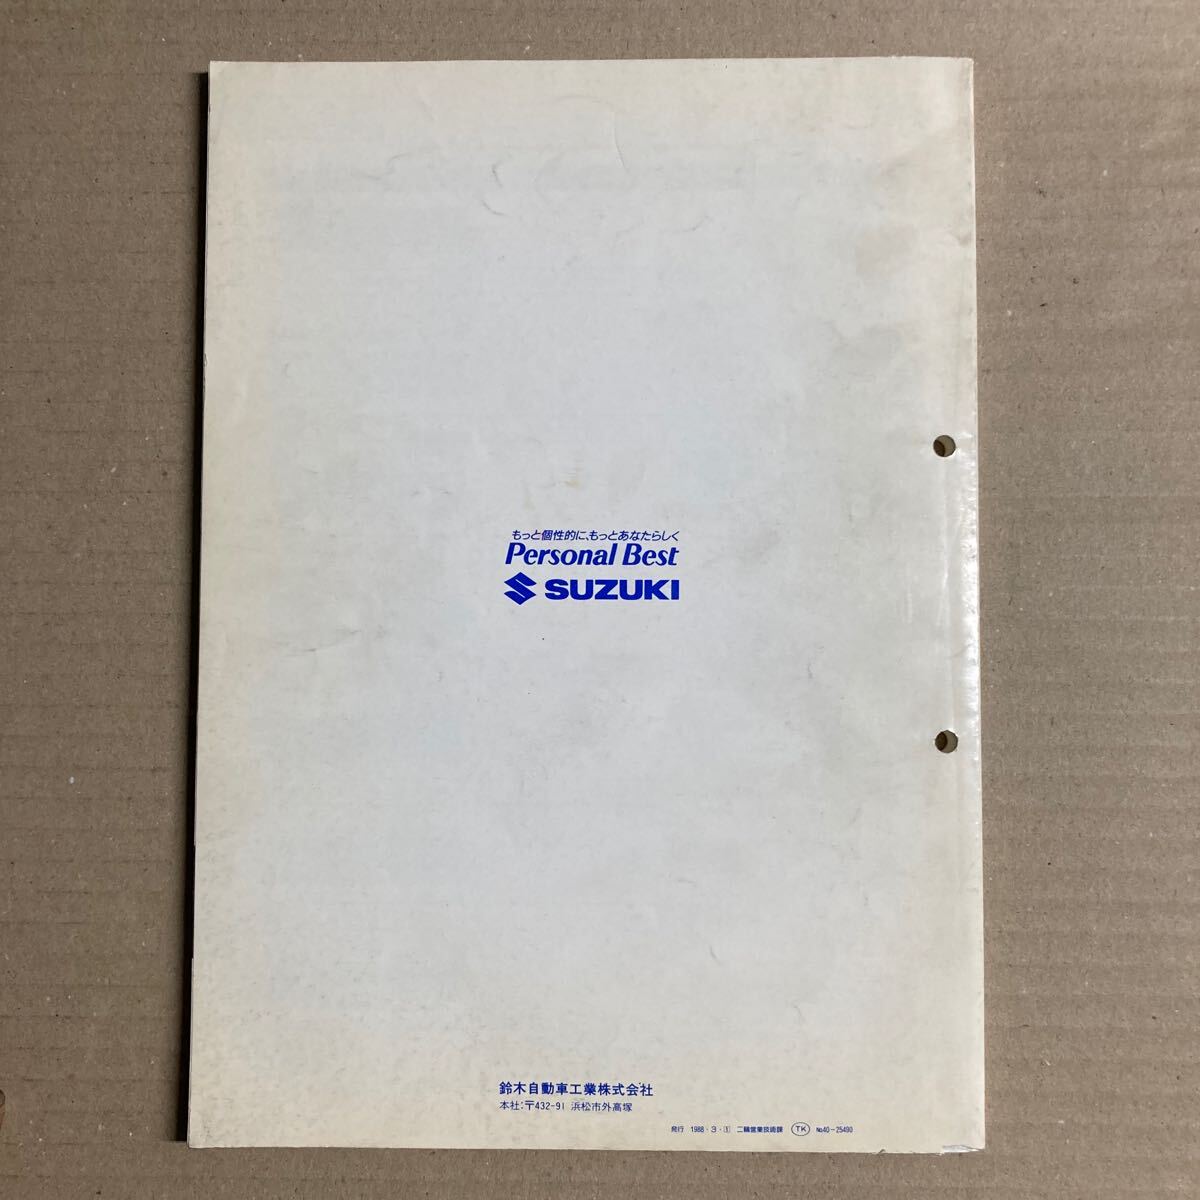 もっと個性的に、もっとあなたらしく
Personal Best
SUZUKI
鈴木自動車工業株式会社
本社:〒432-91 浜松市外高塚
発行 1988・3・① 二輪営業技術課 TK No.40-25490